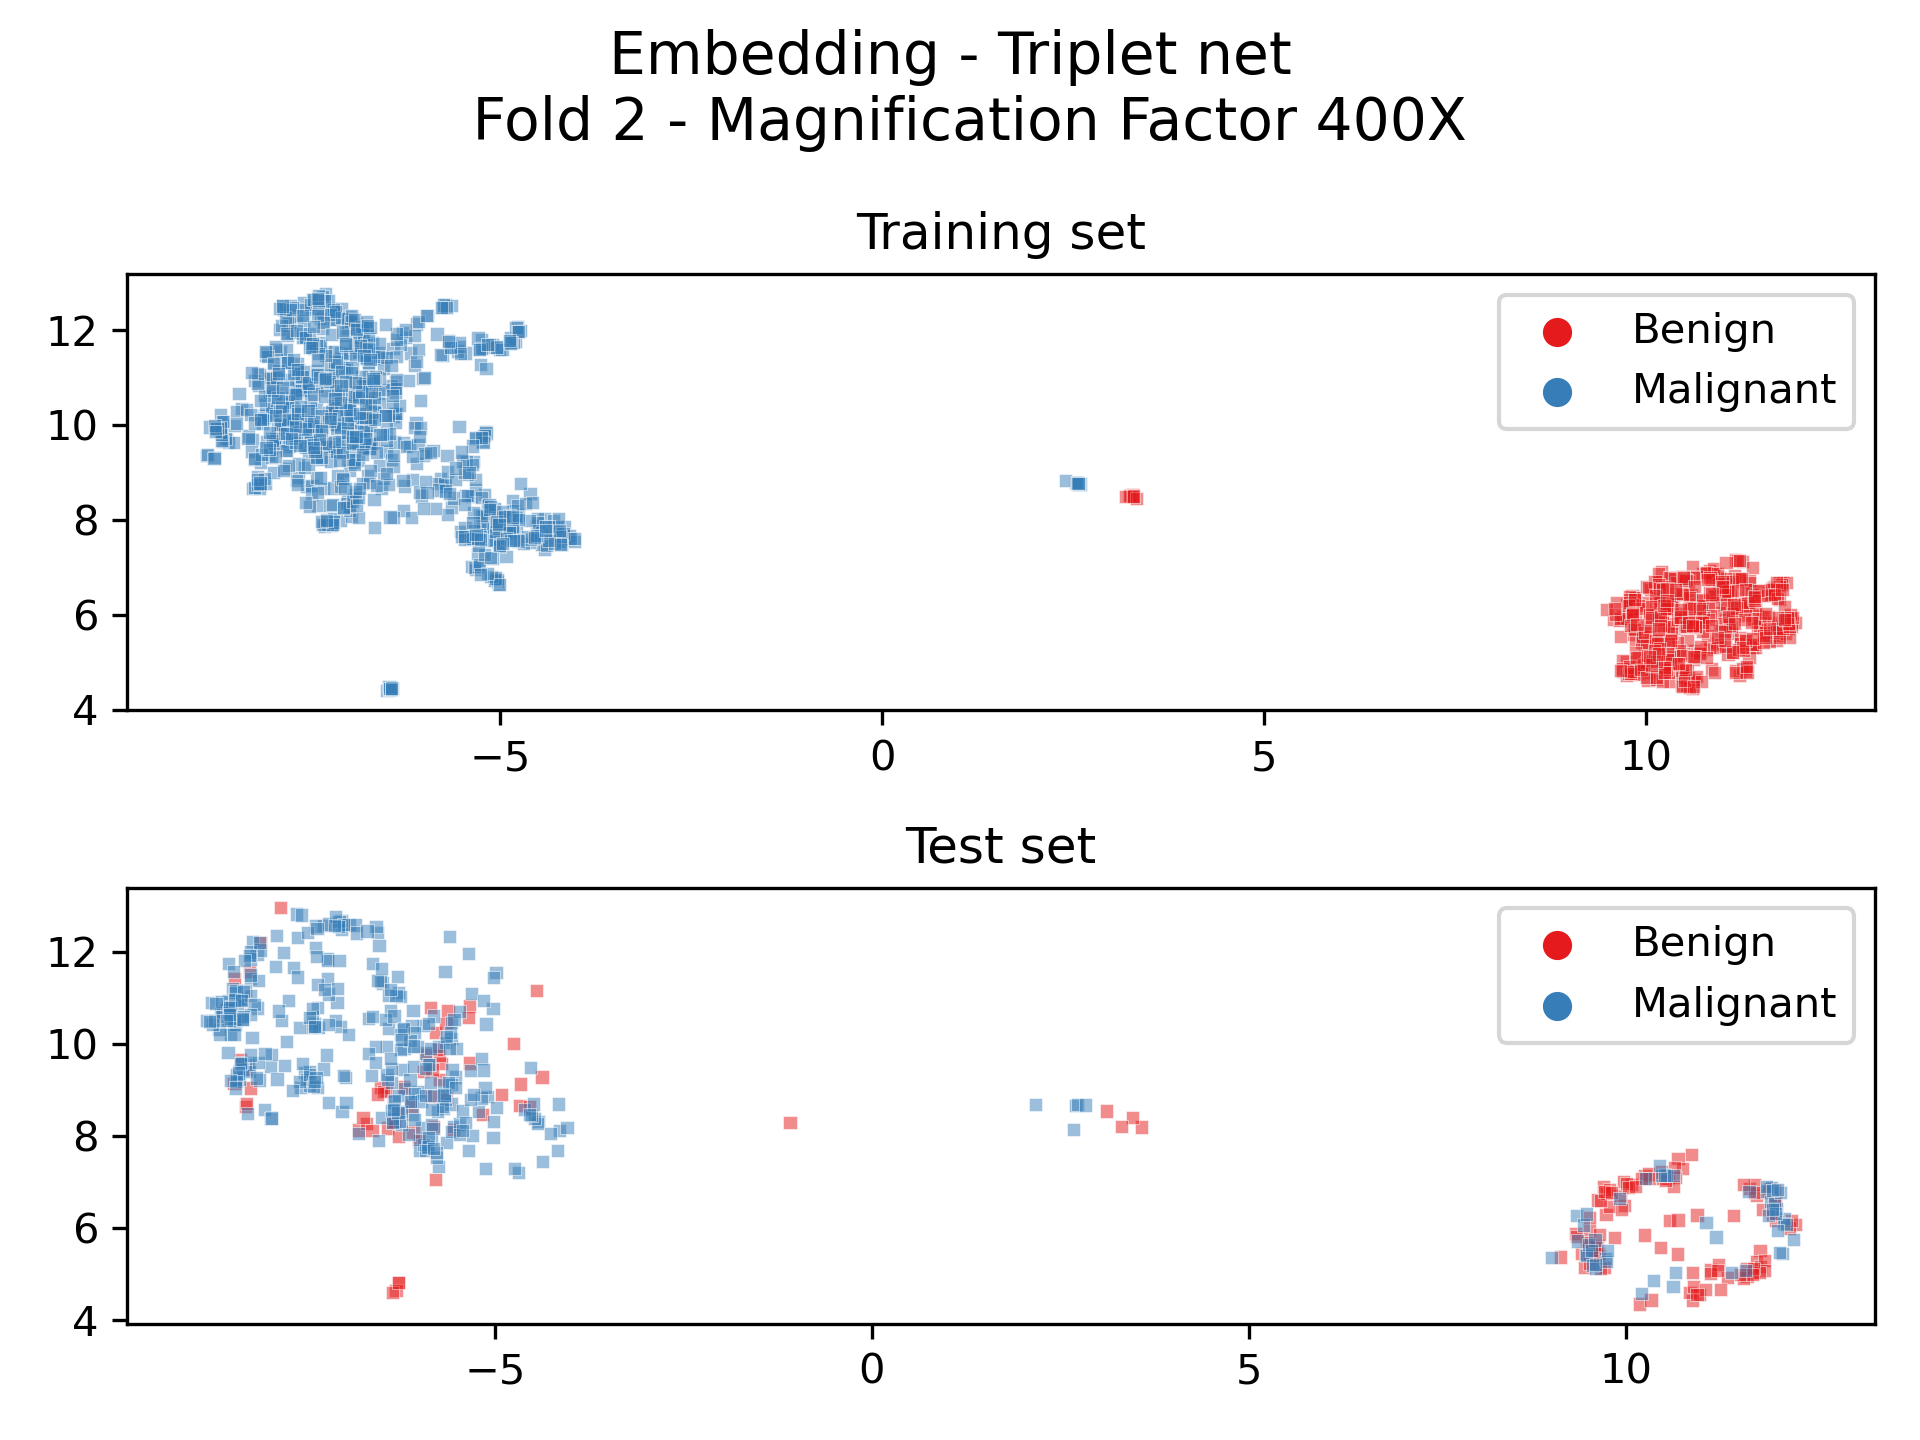 Embedding - Triplet net
Fold 2 - Magnification Factor 400X
Training set
Benign
Malignant
12
10
8
6
4
−5
0
5
10
Test set
Benign
Malignant
12
10
8
6
4
−5
0
5
10